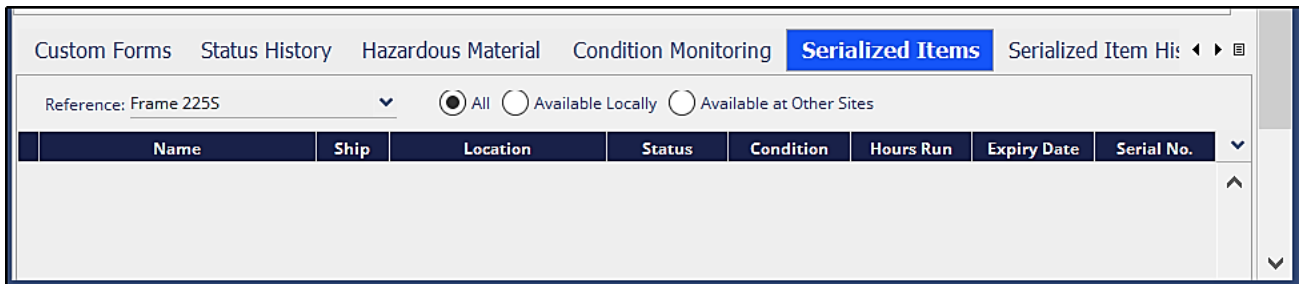 Custom Forms Status History Hazardous Material Condition Monitoring Serialized Items Serialized Item His
Reference: Frame 225S All Available Locally Available at Other Sites
Name Ship Location Status Condition Hours Run Expiry Date Serial No.